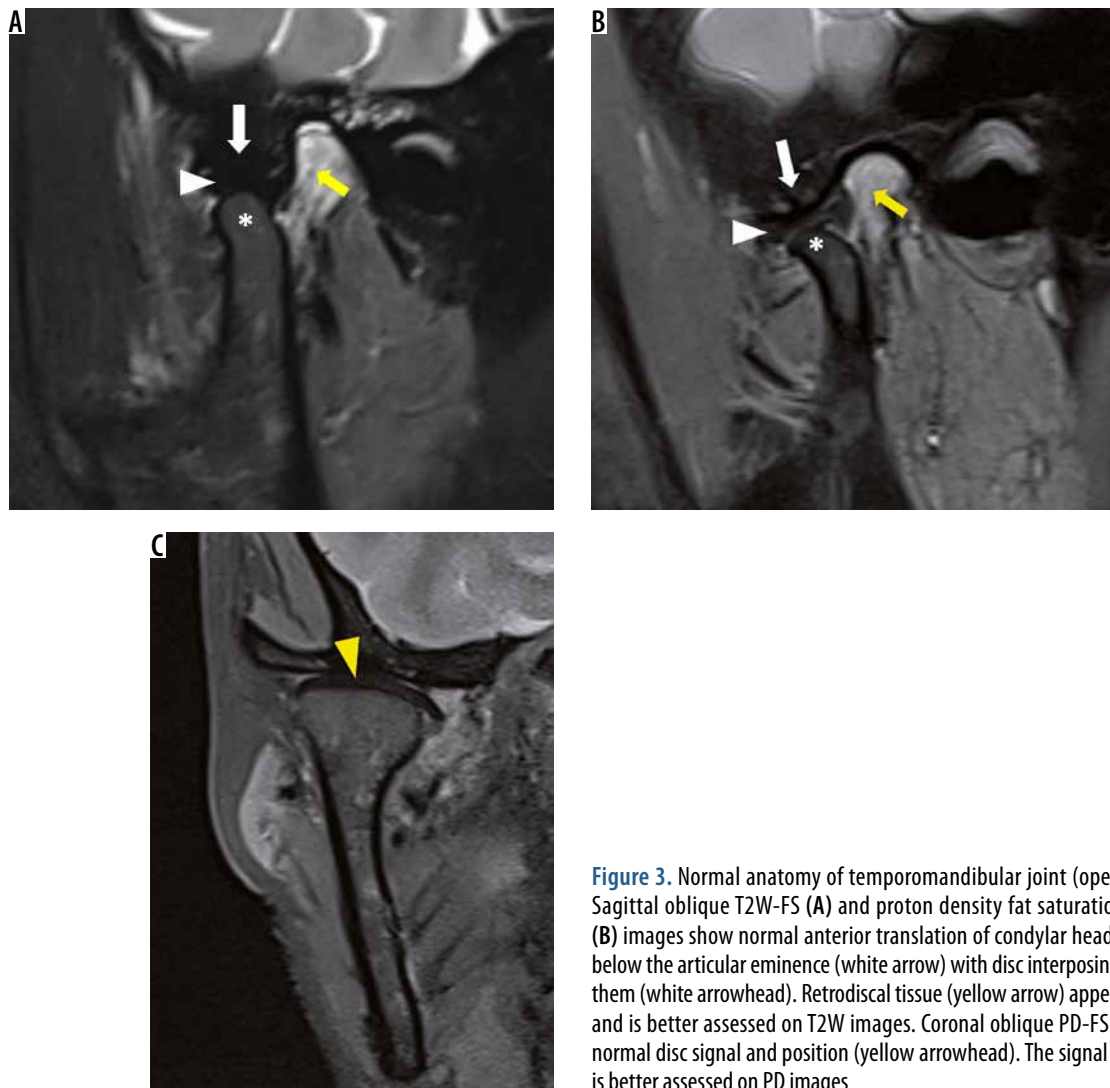 A
B
C
*
*
Figure 3. Normal anatomy of temporomandibular joint (ope
Sagittal oblique T2W-FS (A) and proton density fat saturatio
(B) images show normal anterior translation of condylar head
below the articular eminence (white arrow) with disc interposin
them (white arrowhead). Retrodiscal tissue (yellow arrow) appe
and is better assessed on T2W images. Coronal oblique PD-FS
normal disc signal and position (yellow arrowhead). The signal
is better assessed on PD images